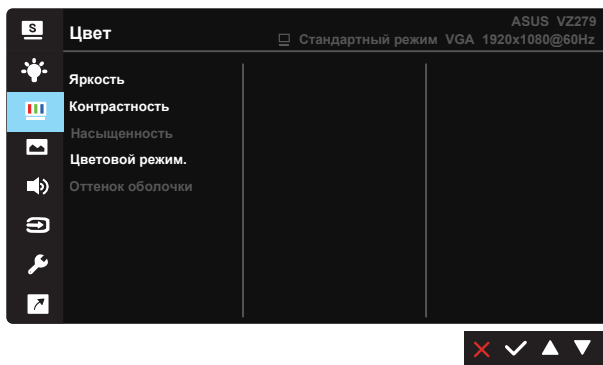 S
Цвет
ASUS VZ279
Стандартный режим VGA 1920x1080@60Hz
Яркость
Контрастность
Насыщенность
Цветовой режим.
Оттенок оболочки